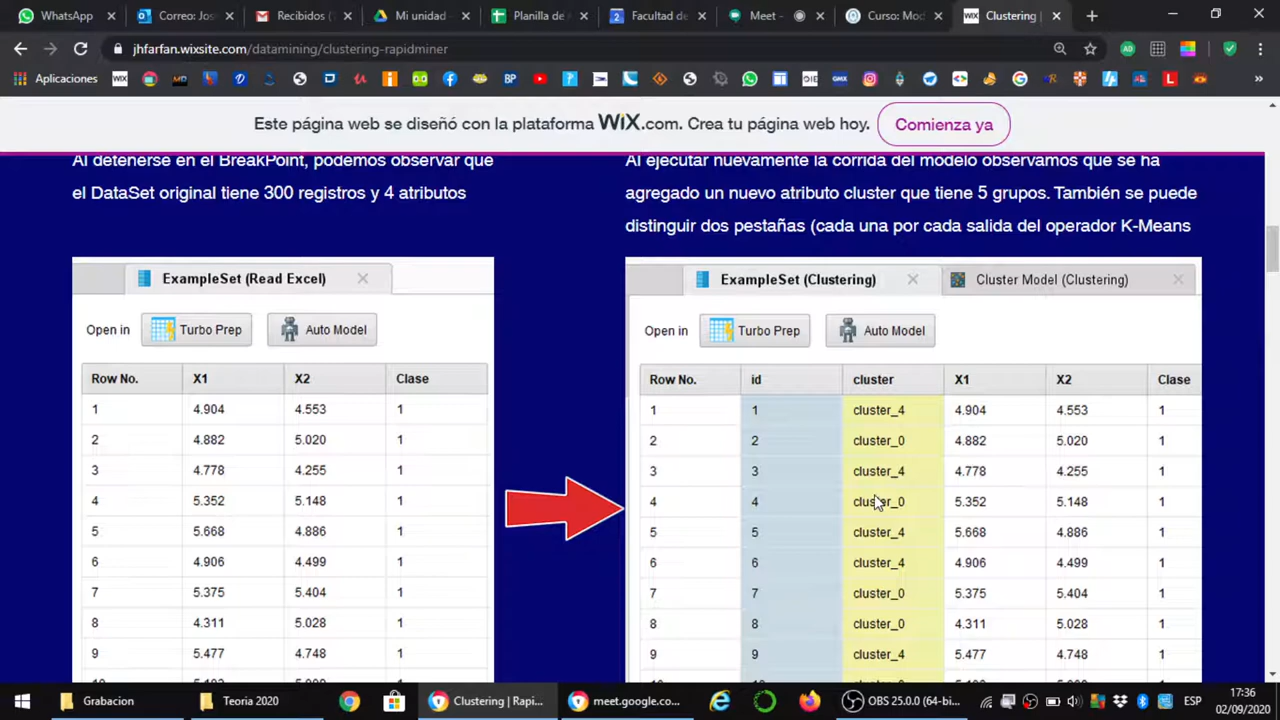 WhatsApp
Correo: Jos
Recibidos (
Mi unidad -
Planilla de A
Facultad de
Meet -
Curso: Mod
WiX
Clustering |
jhfarfan.wixsite.com/datamining/clustering-rapidminer
Aplicaciones
Este página web se diseñó con la plataforma WiX.com. Crea tu página web hoy.
Comienza ya
Al detenerse en el BreakPoint, podemos observar que
el DataSet original tiene 300 registros y 4 atributos
Al ejecutar nuevamente la corrida del modelo observamos que se ha
agregado un nuevo atributo cluster que tiene 5 grupos. También se puede
distinguir dos pestañas (cada una por cada salida del operador K-Means
ExampleSet (Read Excel)
Open in Turbo Prep Auto Model
Row No. X1 X2 Clase
1 4.904 4.553 1
2 4.882 5.020 1
3 4.778 4.255 1
4 5.352 5.148 1
5 5.668 4.886 1
6 4.906 4.499 1
7 5.375 5.404 1
8 4.311 5.028 1
9 5.477 4.748 1
ExampleSet (Clustering)
Cluster Model (Clustering)
Open in Turbo Prep Auto Model
Row No. id cluster X1 X2 Clase
1 1 cluster_4 4.904 4.553 1
2 2 cluster_0 4.882 5.020 1
3 3 cluster_4 4.778 4.255 1
4 4 cluster_0 5.352 5.148 1
5 5 cluster_4 5.668 4.886 1
6 6 cluster_4 4.906 4.499 1
7 7 cluster_0 5.375 5.404 1
8 8 cluster_0 4.311 5.028 1
9 9 cluster_4 5.477 4.748 1
Grabacion
Teoria 2020
Clustering | Rapi...
meet.google.co...
OBS 25.0.0 (64-bi...
ESP
17:36
02/09/2020